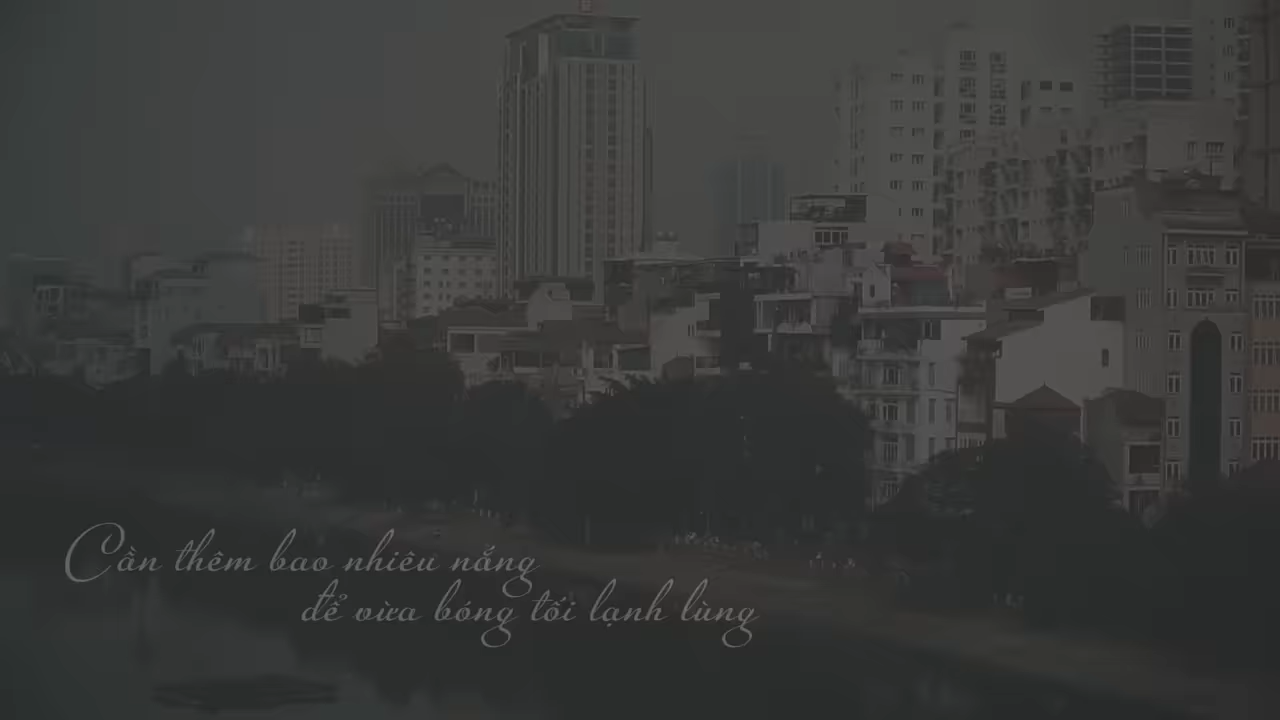 Cần thêm bao nhiêu nắng
để vừa bóng tối lạnh lùng